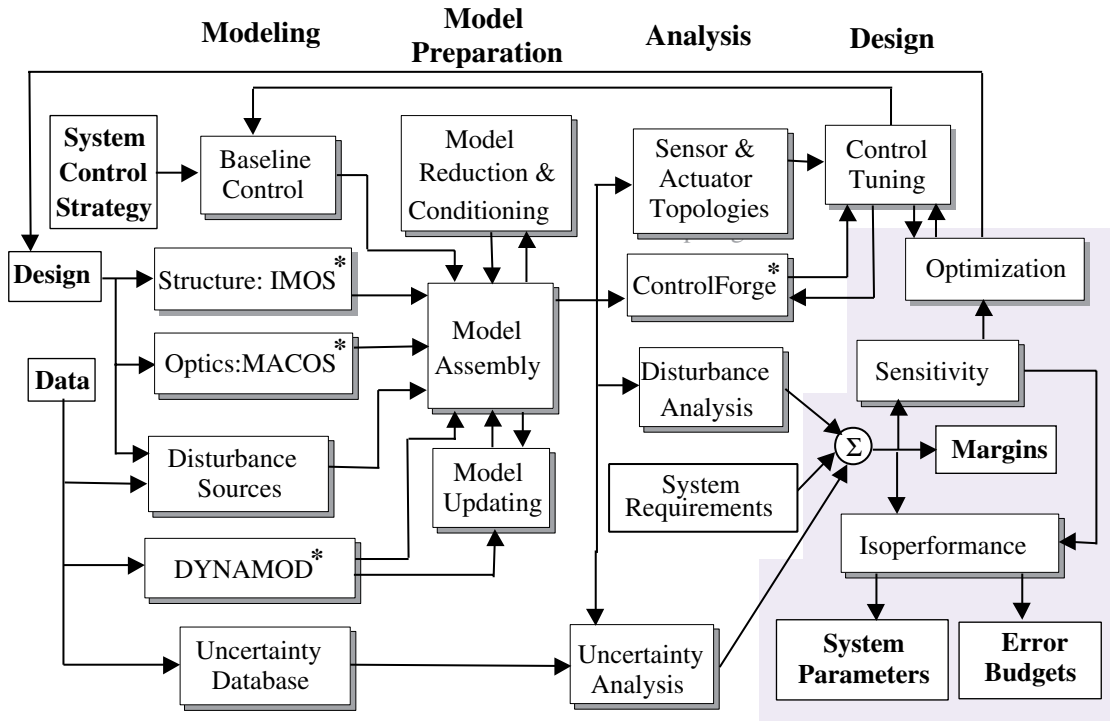 Modeling
Model
Preparation
Analysis
Design
System
Control
Strategy
Baseline
Control
Model
Reduction &
Conditioning
Sensor &
Actuator
Topologies
Control
Tuning
Design
Structure: IMOS*
ControlForge*
Optimization
Optics:MACOS*
Model
Assembly
Data
Disturbance
Analysis
Sensitivity
Disturbance
Sources
Model
Updating
System
Requirements
Σ
Margins
DYNAMOD*
Isoperformance
Uncertainty
Database
Uncertainty
Analysis
System
Parameters
Error
Budgets